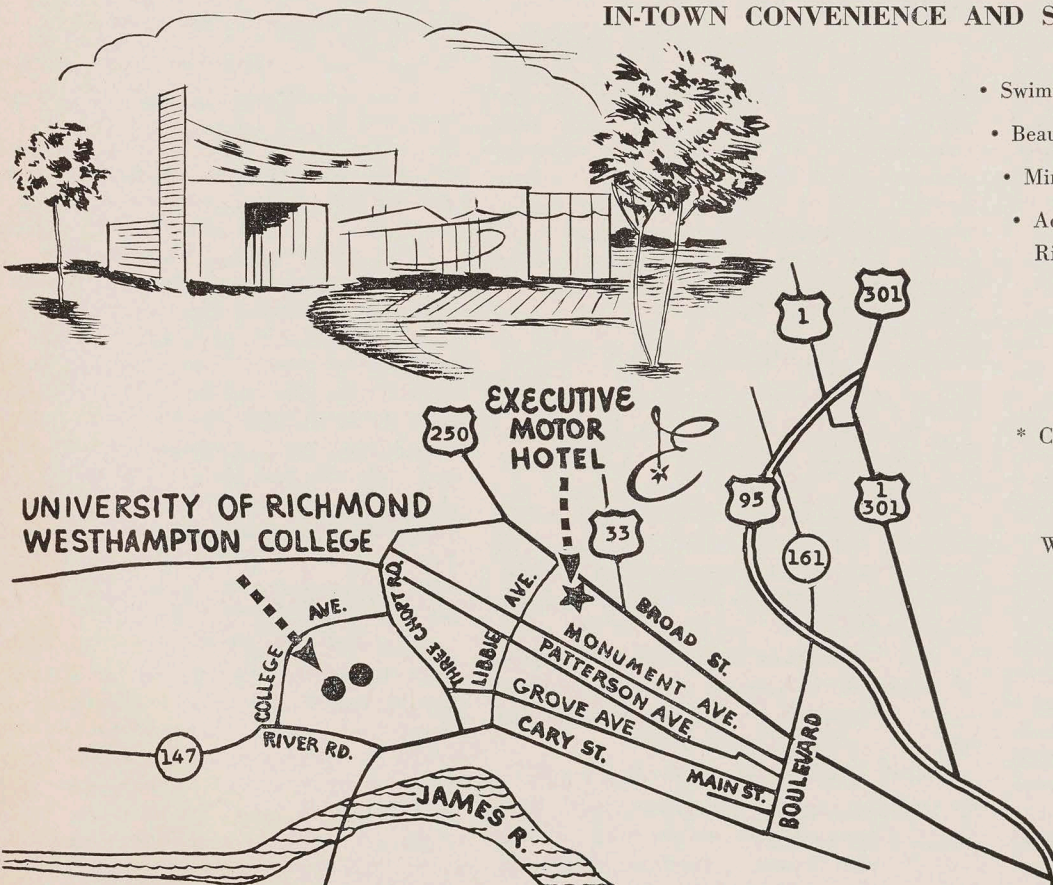 IN-TOWN CONVENIENCE AND S
• Swim
• Beau
• Min
• Ac
Ri
* C
W
1
301
EXECUTIVE
MOTOR
HOTEL
E
250
33
95
1
301
161
UNIVERSITY OF RICHMOND
WESTHAMPTON COLLEGE
COLLEGE AVE.
THREE CHOPT RD.
LIBBIE AVE.
BROAD ST.
MONUMENT AVE.
PATTERSON AVE.
GROVE AVE
CARY ST.
MAIN ST.
BOULEVARD
RIVER RD.
147
JAMES R.